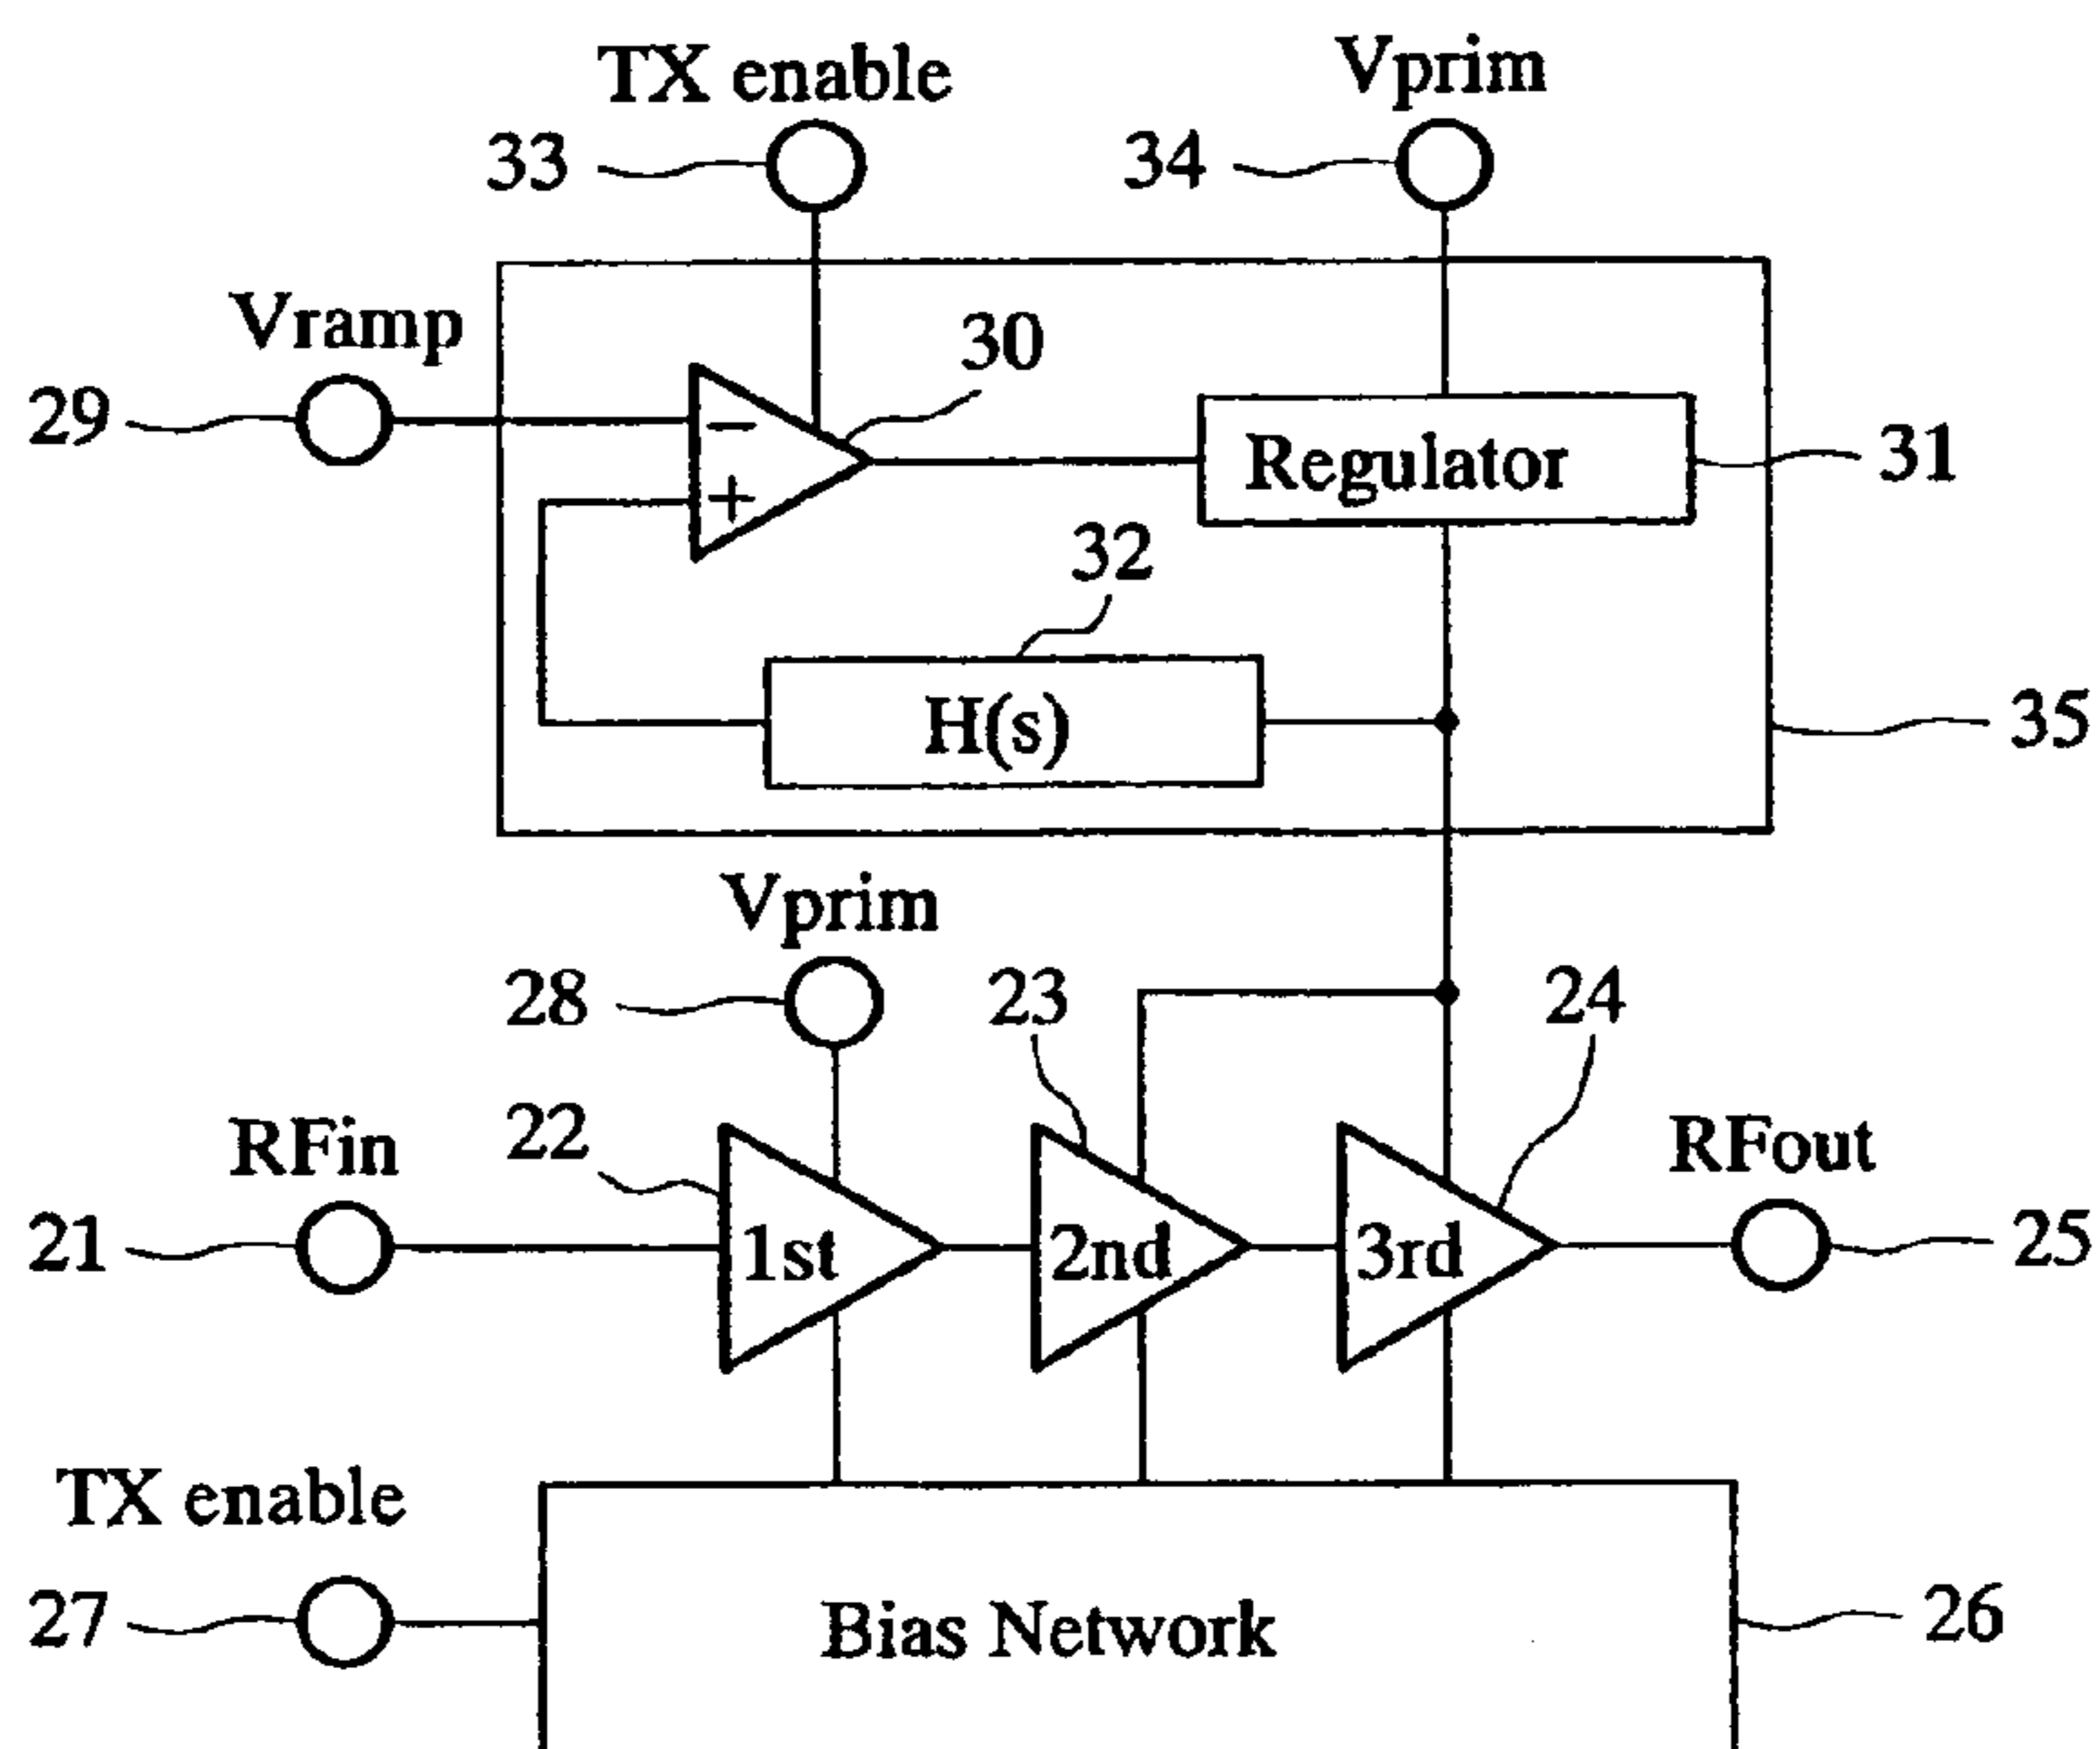 TX enable
Vprim
33
34
Vramp
30
29
−
+
Regulator
31
32
H(s)
35
Vprim
28
23
24
RFin
22
RFout
21
1st
2nd
3rd
25
TX enable
27
Bias Network
26